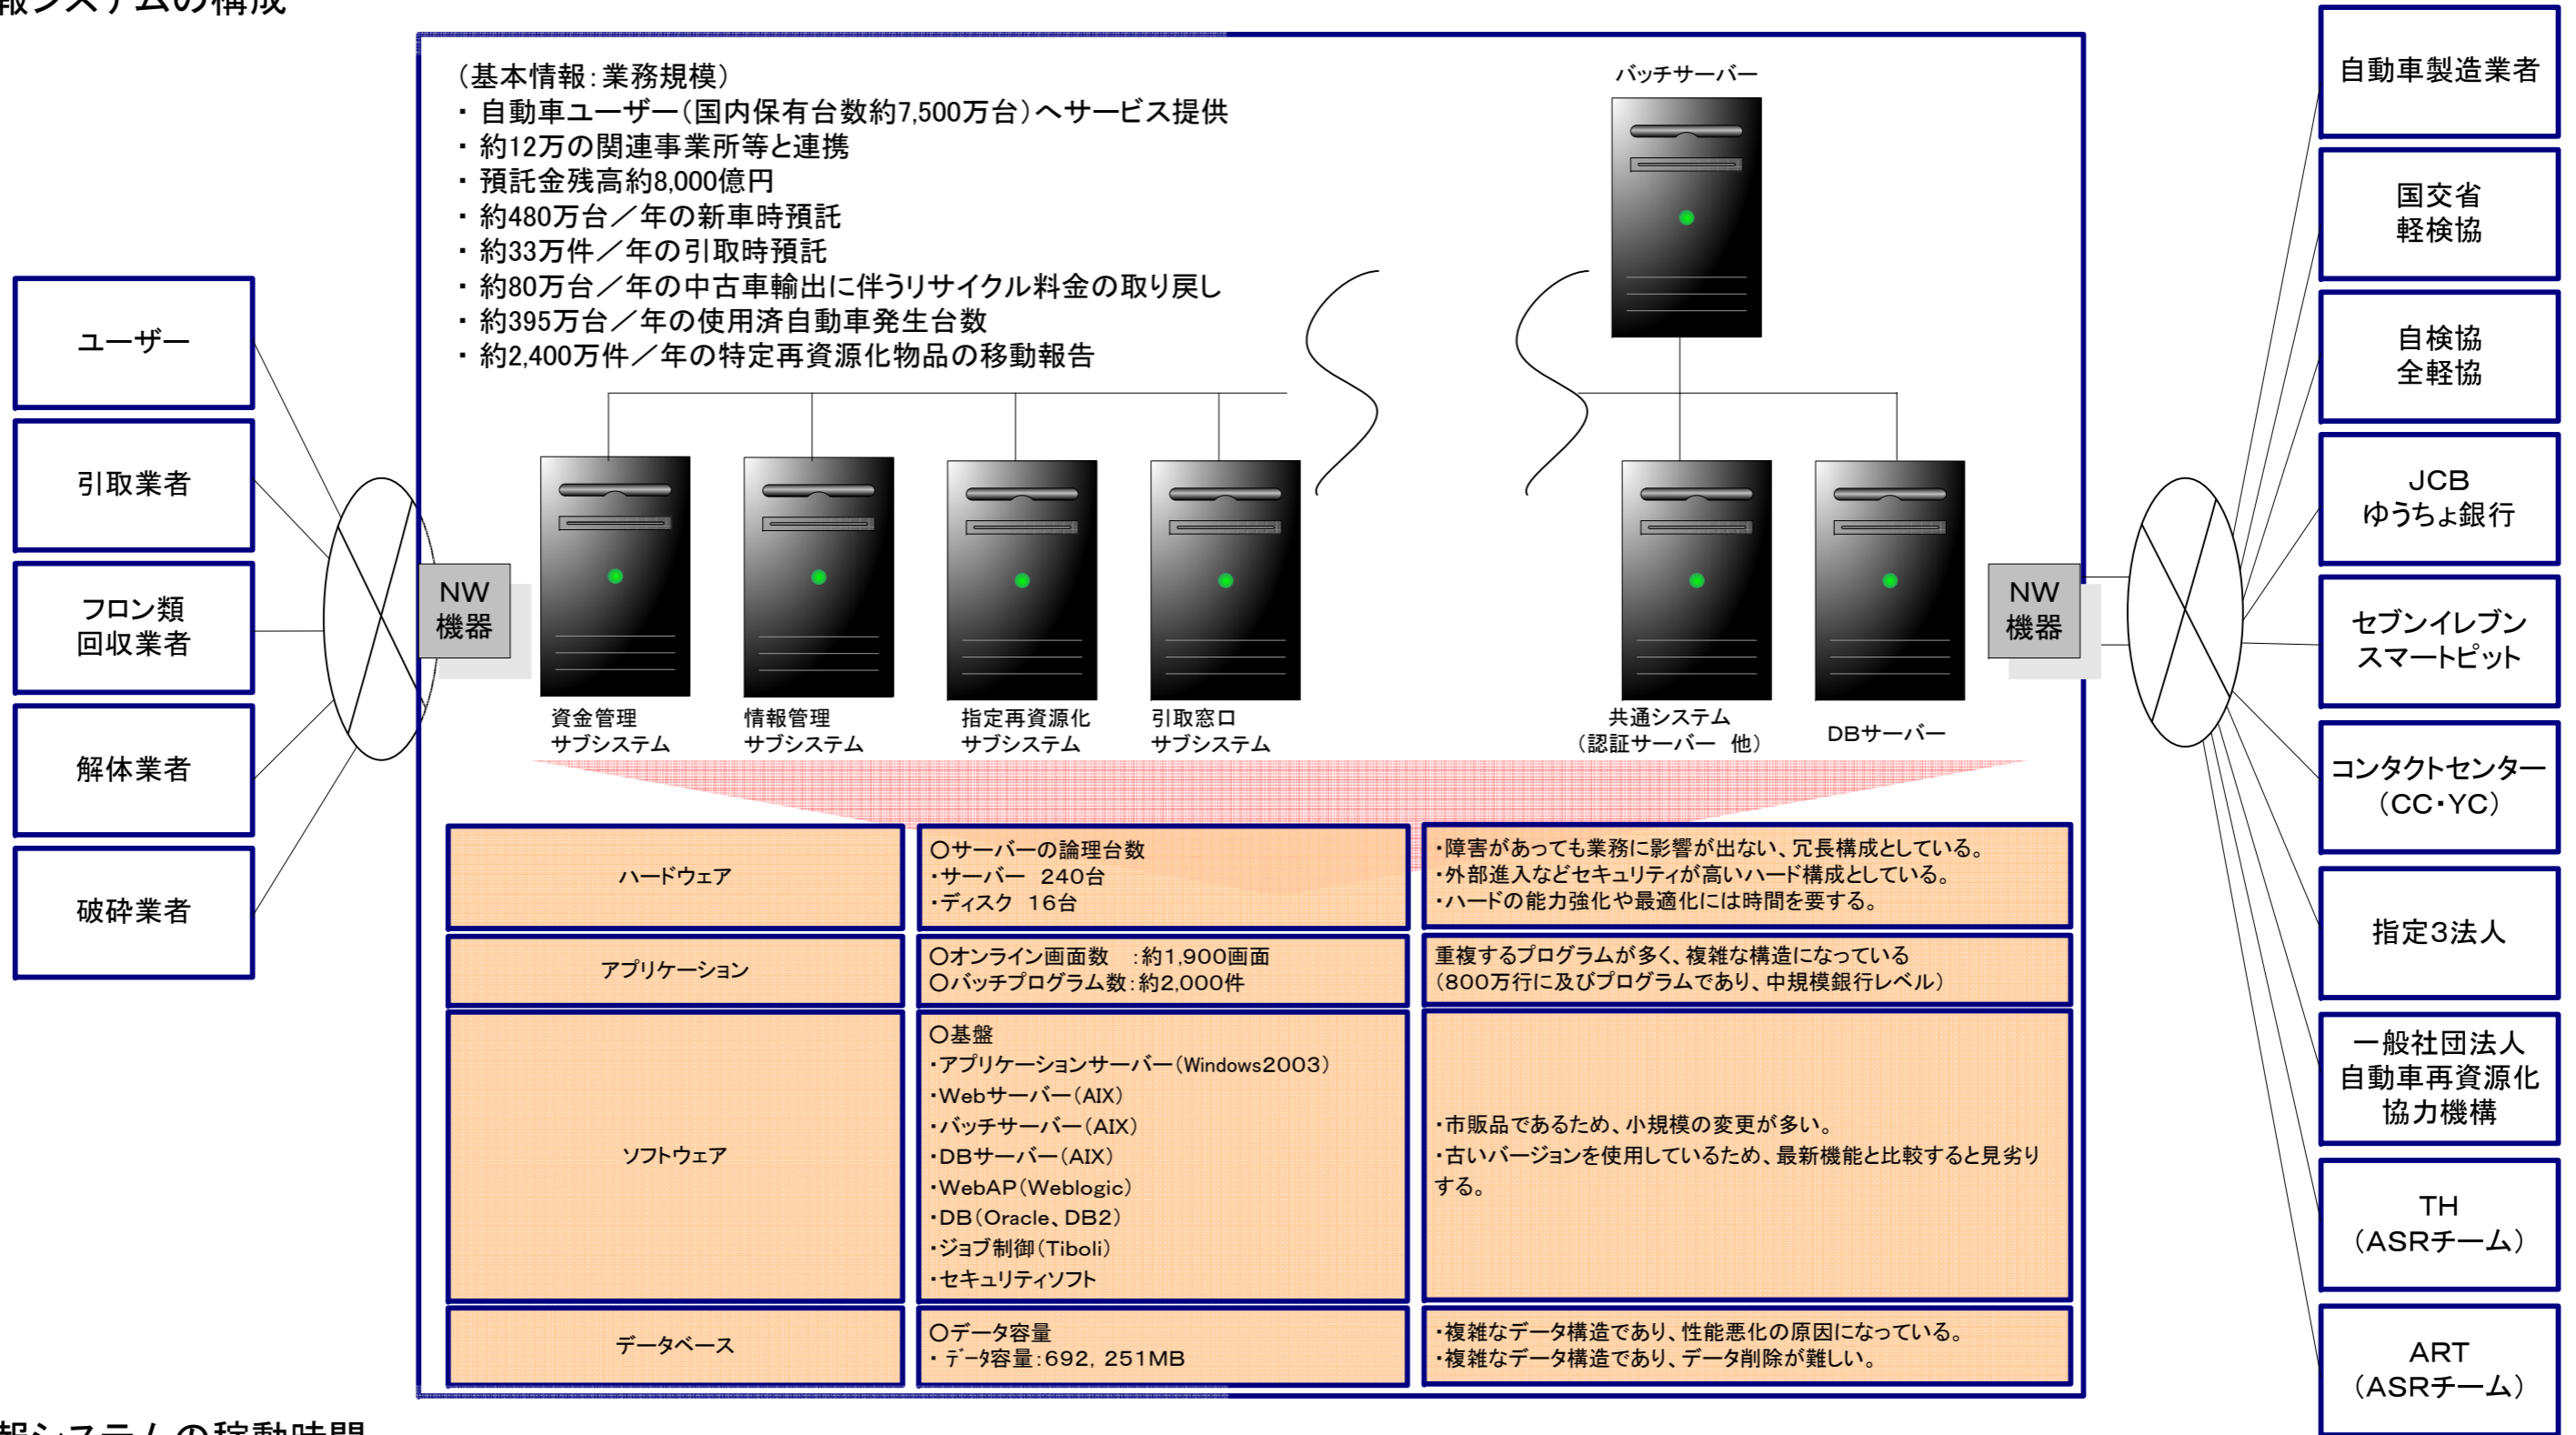 報システムの構成
（基本情報：業務規模）
・ 自動車ユーザー（国内保有台数約7,500万台）へサービス提供
・ 約12万の関連事業所等と連携
・ 預託金残高約8,000億円
・ 約480万台／年の新車時預託
・ 約33万件／年の引取時預託
・ 約80万台／年の中古車輸出に伴うリサイクル料金の取り戻し
・ 約395万台／年の使用済自動車発生台数
・ 約2,400万件／年の特定再資源化物品の移動報告
バッチサーバー
ユーザー
引取業者
フロン類
回収業者
解体業者
破砕業者
NW
機器
資金管理
サブシステム
情報管理
サブシステム
指定再資源化
サブシステム
引取窓口
サブシステム
共通システム
（認証サーバー 他）
DBサーバー
NW
機器
自動車製造業者
国交省
軽検協
自検協
全軽協
JCB
ゆうちょ銀行
セブンイレブン
スマートピット
コンタクトセンター
（CC・YC）
指定3法人
一般社団法人
自動車再資源化
協力機構
TH
（ASRチーム）
ART
（ASRチーム）
ハードウェア
○サーバーの論理台数
・サーバー 240台
・ディスク 16台
・障害があっても業務に影響が出ない、冗長構成としている。
・外部進入などセキュリティが高いハード構成としている。
・ハードの能力強化や最適化には時間を要する。
アプリケーション
○オンライン画面数 ：約1,900画面
○バッチプログラム数：約2,000件
重複するプログラムが多く、複雑な構造になっている
（800万行に及びプログラムであり、中規模銀行レベル）
ソフトウェア
○基盤
・アプリケーションサーバー（Windows2003）
・Webサーバー（AIX）
・バッチサーバー（AIX）
・DBサーバー（AIX）
・WebAP（Weblogic）
・DB（Oracle、DB2）
・ジョブ制御（Tiboli）
・セキュリティソフト
・市販品であるため、小規模の変更が多い。
・古いバージョンを使用しているため、最新機能と比較すると見劣り
する。
データベース
○データ容量
・ データ容量：692, 251MB
・複雑なデータ構造であり、性能悪化の原因になっている。
・複雑なデータ構造であり、データ削除が難しい。
報システムの稼動時間